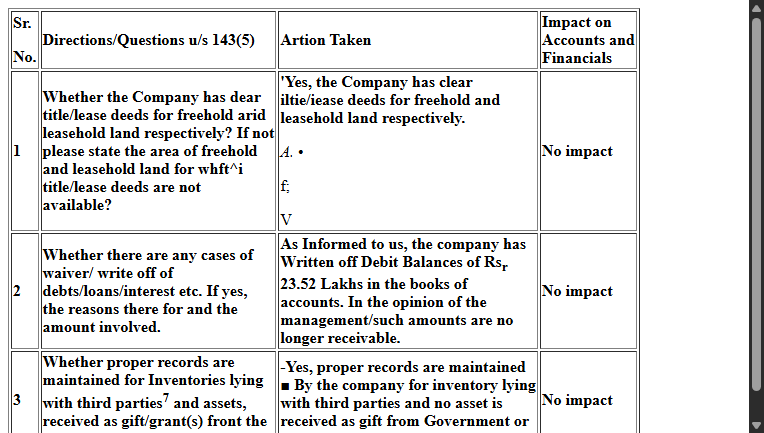 Sr.
No.
Directions/Questions u/s 143(5)
Artion Taken
Impact on
Accounts and
Financials
1
Whether the Company has dear
title/lease deeds for freehold arid
leasehold land respectively? If not
please state the area of freehold
and leasehold land for whft^i
title/lease deeds are not
available?
'Yes, the Company has clear
iltie/iease deeds for freehold and
leasehold land respectively.
A. •
f;
V
No impact
2
Whether there are any cases of
waiver/ write off of
debts/loans/interest etc. If yes,
the reasons there for and the
amount involved.
As Informed to us, the company has
Written off Debit Balances of Rsr
23.52 Lakhs in the books of
accounts. In the opinion of the
management/such amounts are no
longer receivable.
No impact
3
Whether proper records are
maintained for Inventories lying
with third parties7 and assets,
received as gift/grant(s) front the
-Yes, proper records are maintained
■ By the company for inventory lying
with third parties and no asset is
received as gift from Government or
No impact